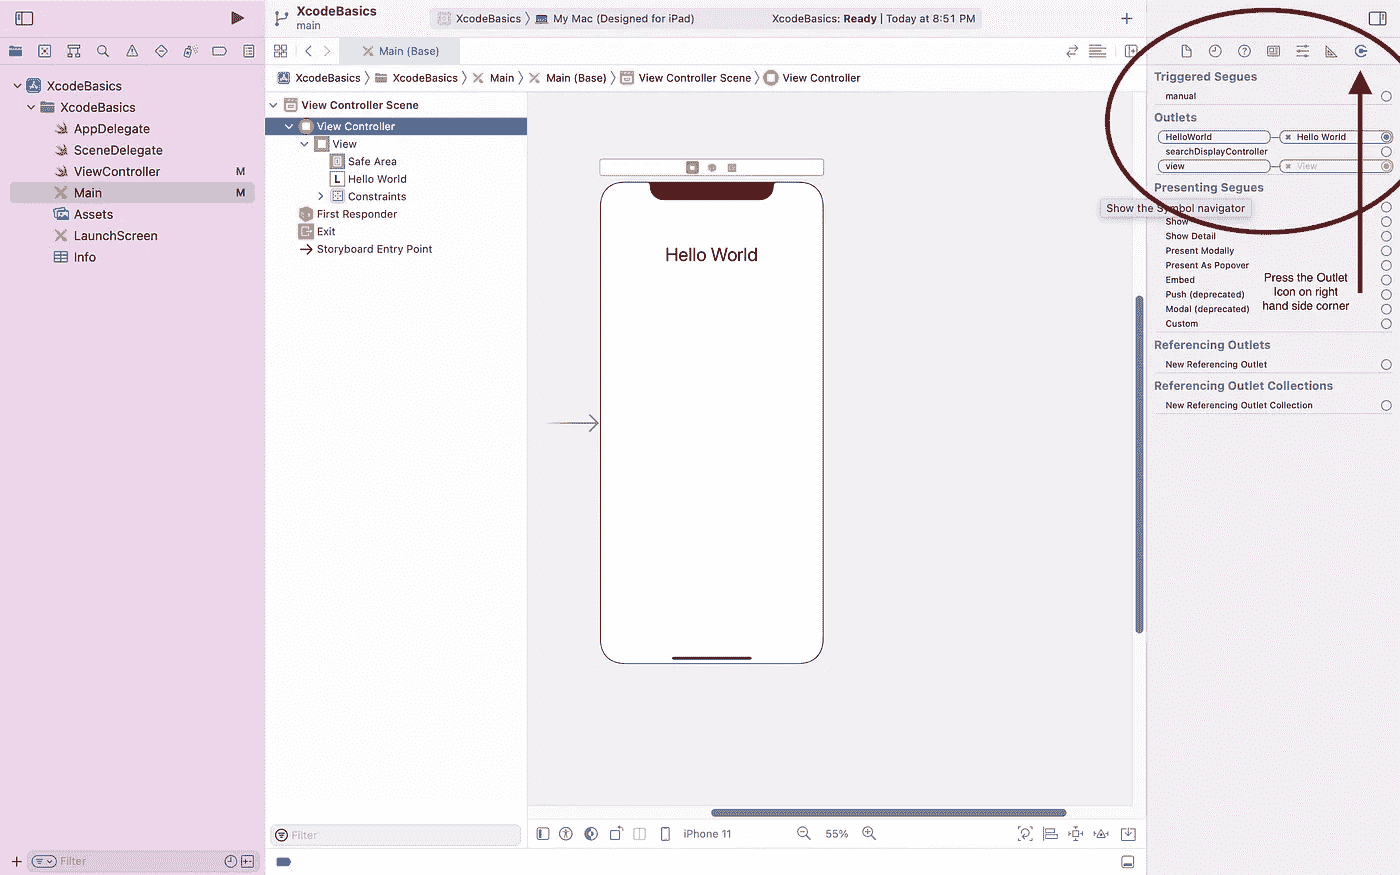 XcodeBasics
main
XcodeBasics
My Mac (Designed for iPad)
XcodeBasics: Ready | Today at 8:51 PM
Main (Base)
XcodeBasics
XcodeBasics
Main
Main (Base)
View Controller Scene
View Controller
XcodeBasics
XcodeBasics
AppDelegate
SceneDelegate
ViewController M
Main M
Assets
LaunchScreen
Info
Filter
View Controller Scene
View Controller
View
Safe Area
L Hello World
Constraints
First Responder
Exit
Storyboard Entry Point
Filter
Hello World
iPhone 11
55%
Triggered Segues
manual
Outlets
HelloWorld Hello World
searchDisplayController
view View
Presenting Segues
Show the Symbol navigator
Show
Show Detail
Present Modally
Present As Popover
Embed
Push (deprecated)
Modal (deprecated)
Custom
Press the Outlet
Icon on right
hand side corner
Referencing Outlets
New Referencing Outlet
Referencing Outlet Collections
New Referencing Outlet Collection